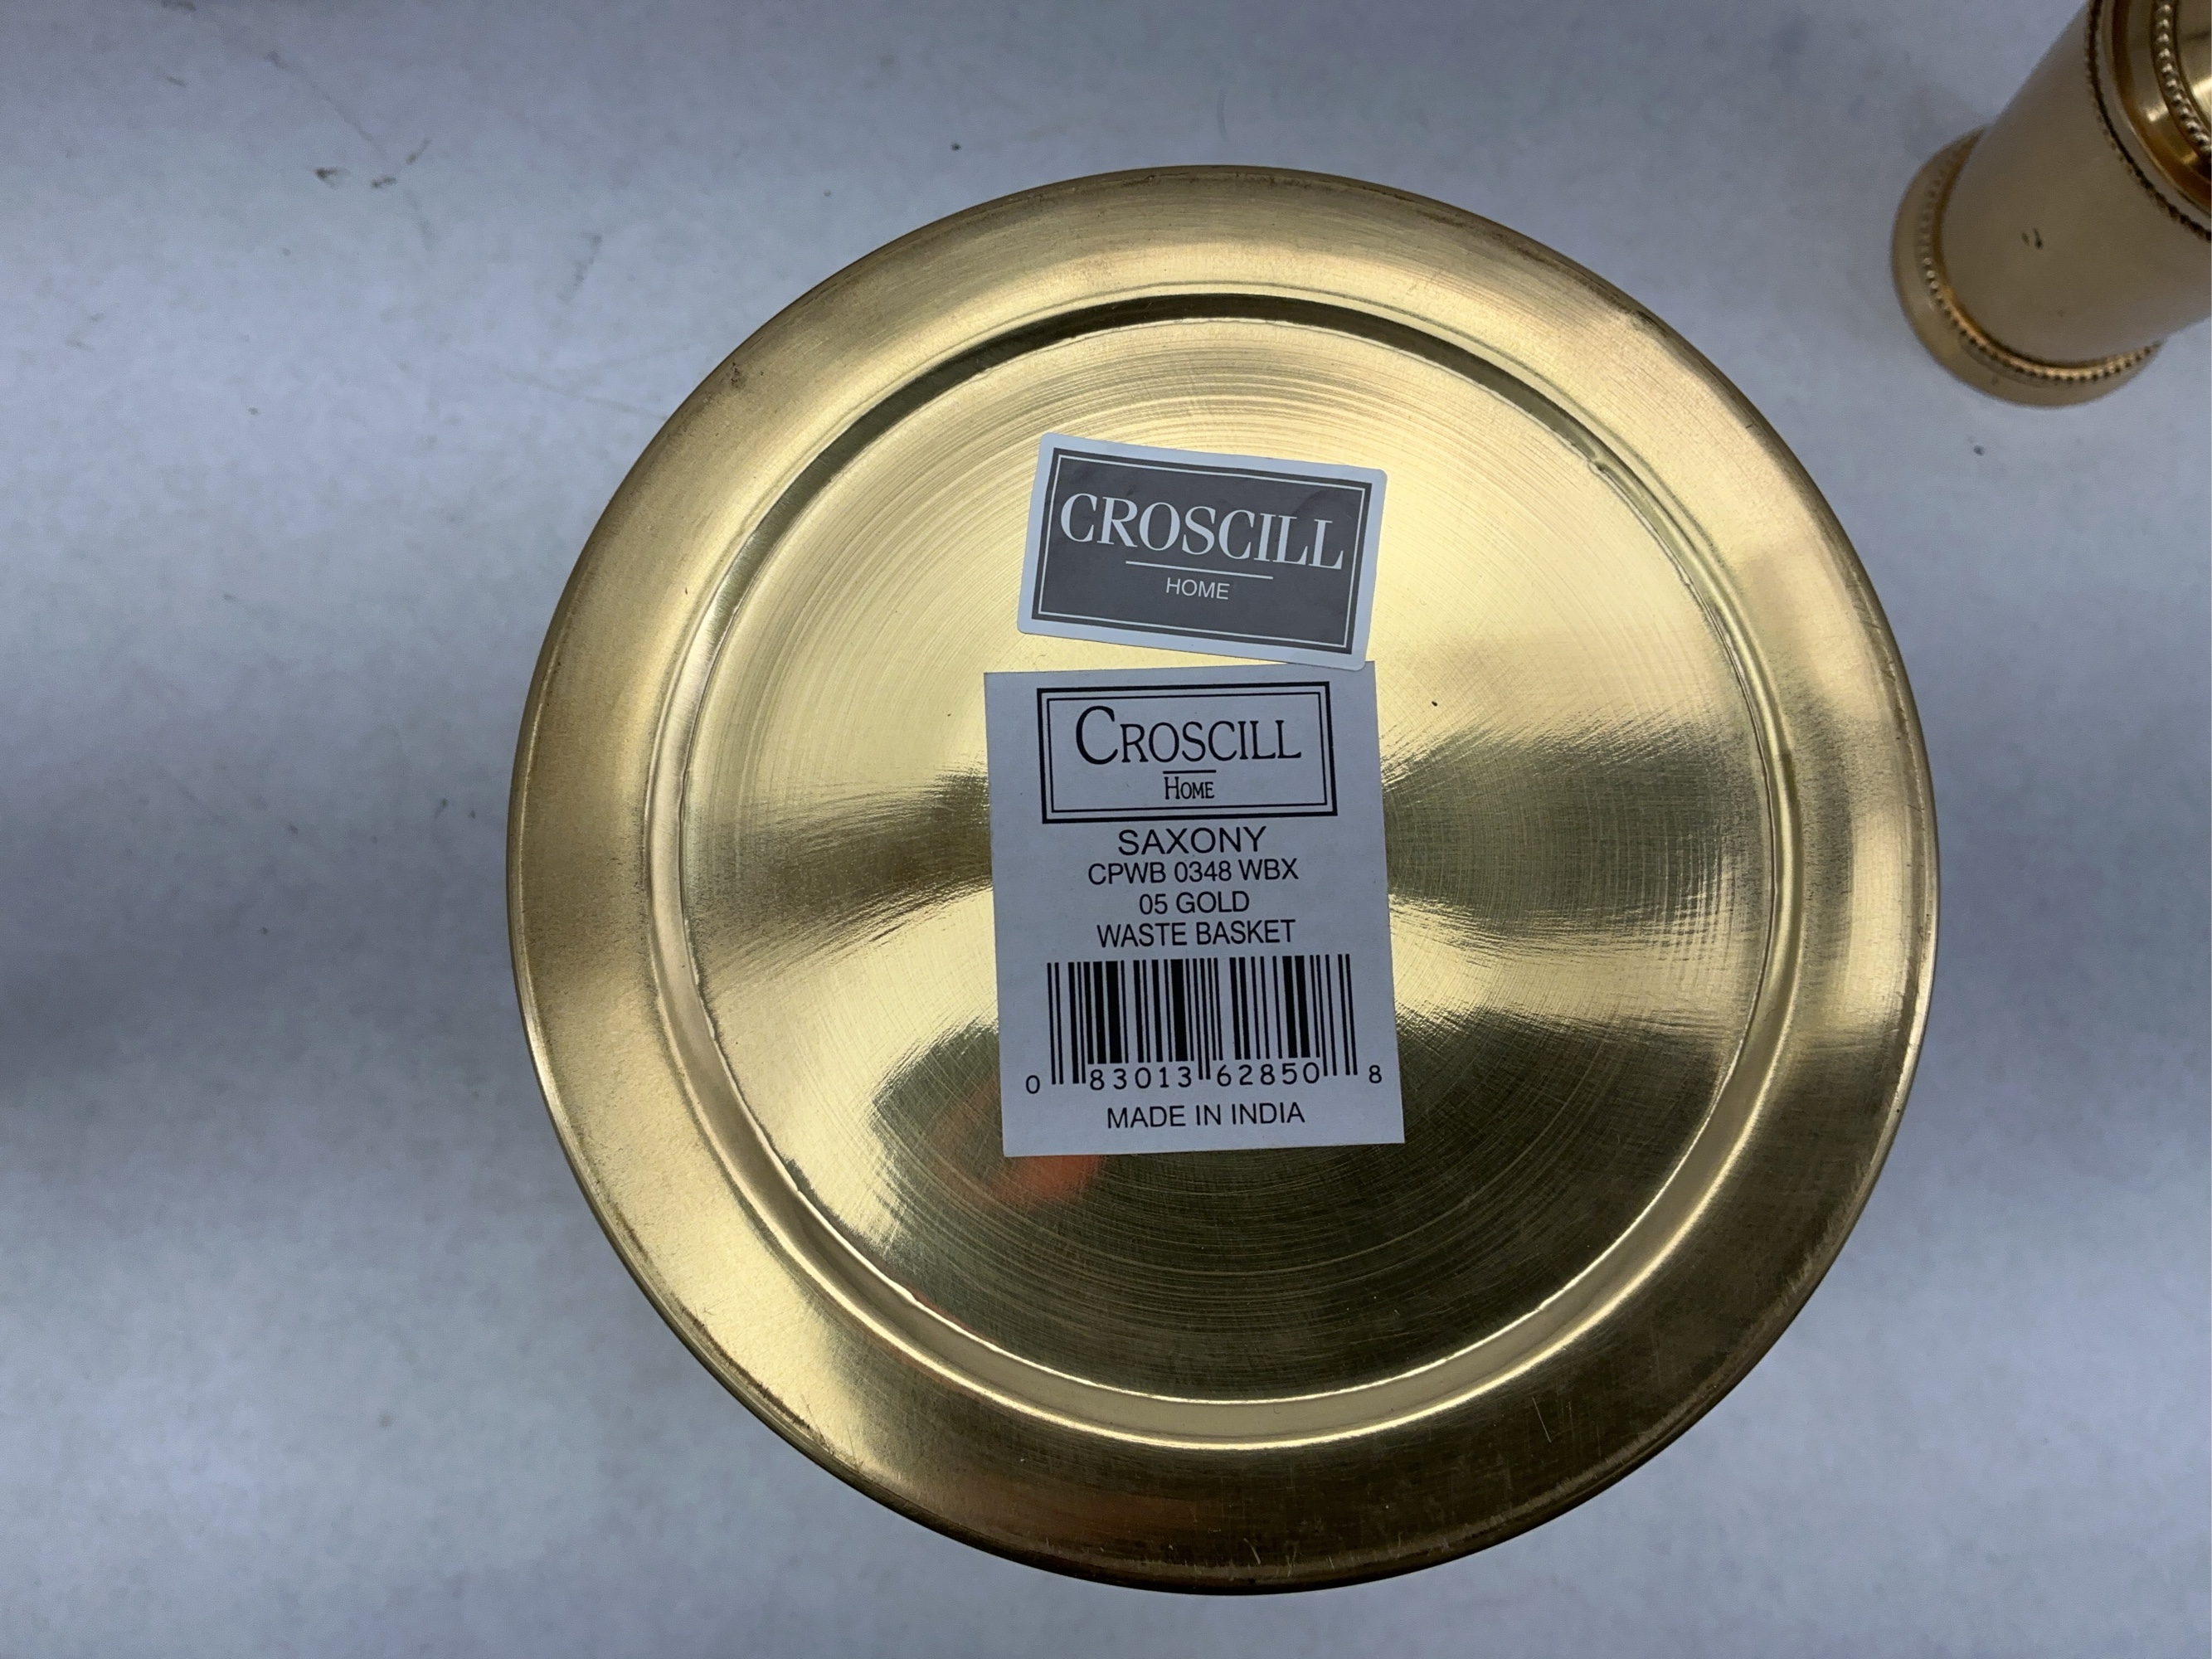 CROSCILL
HOME
CROSCILL
HOME
SAXONY
CPWB 0348 WBX
05 GOLD
WASTE BASKET
0 83013 62850 8
MADE IN INDIA